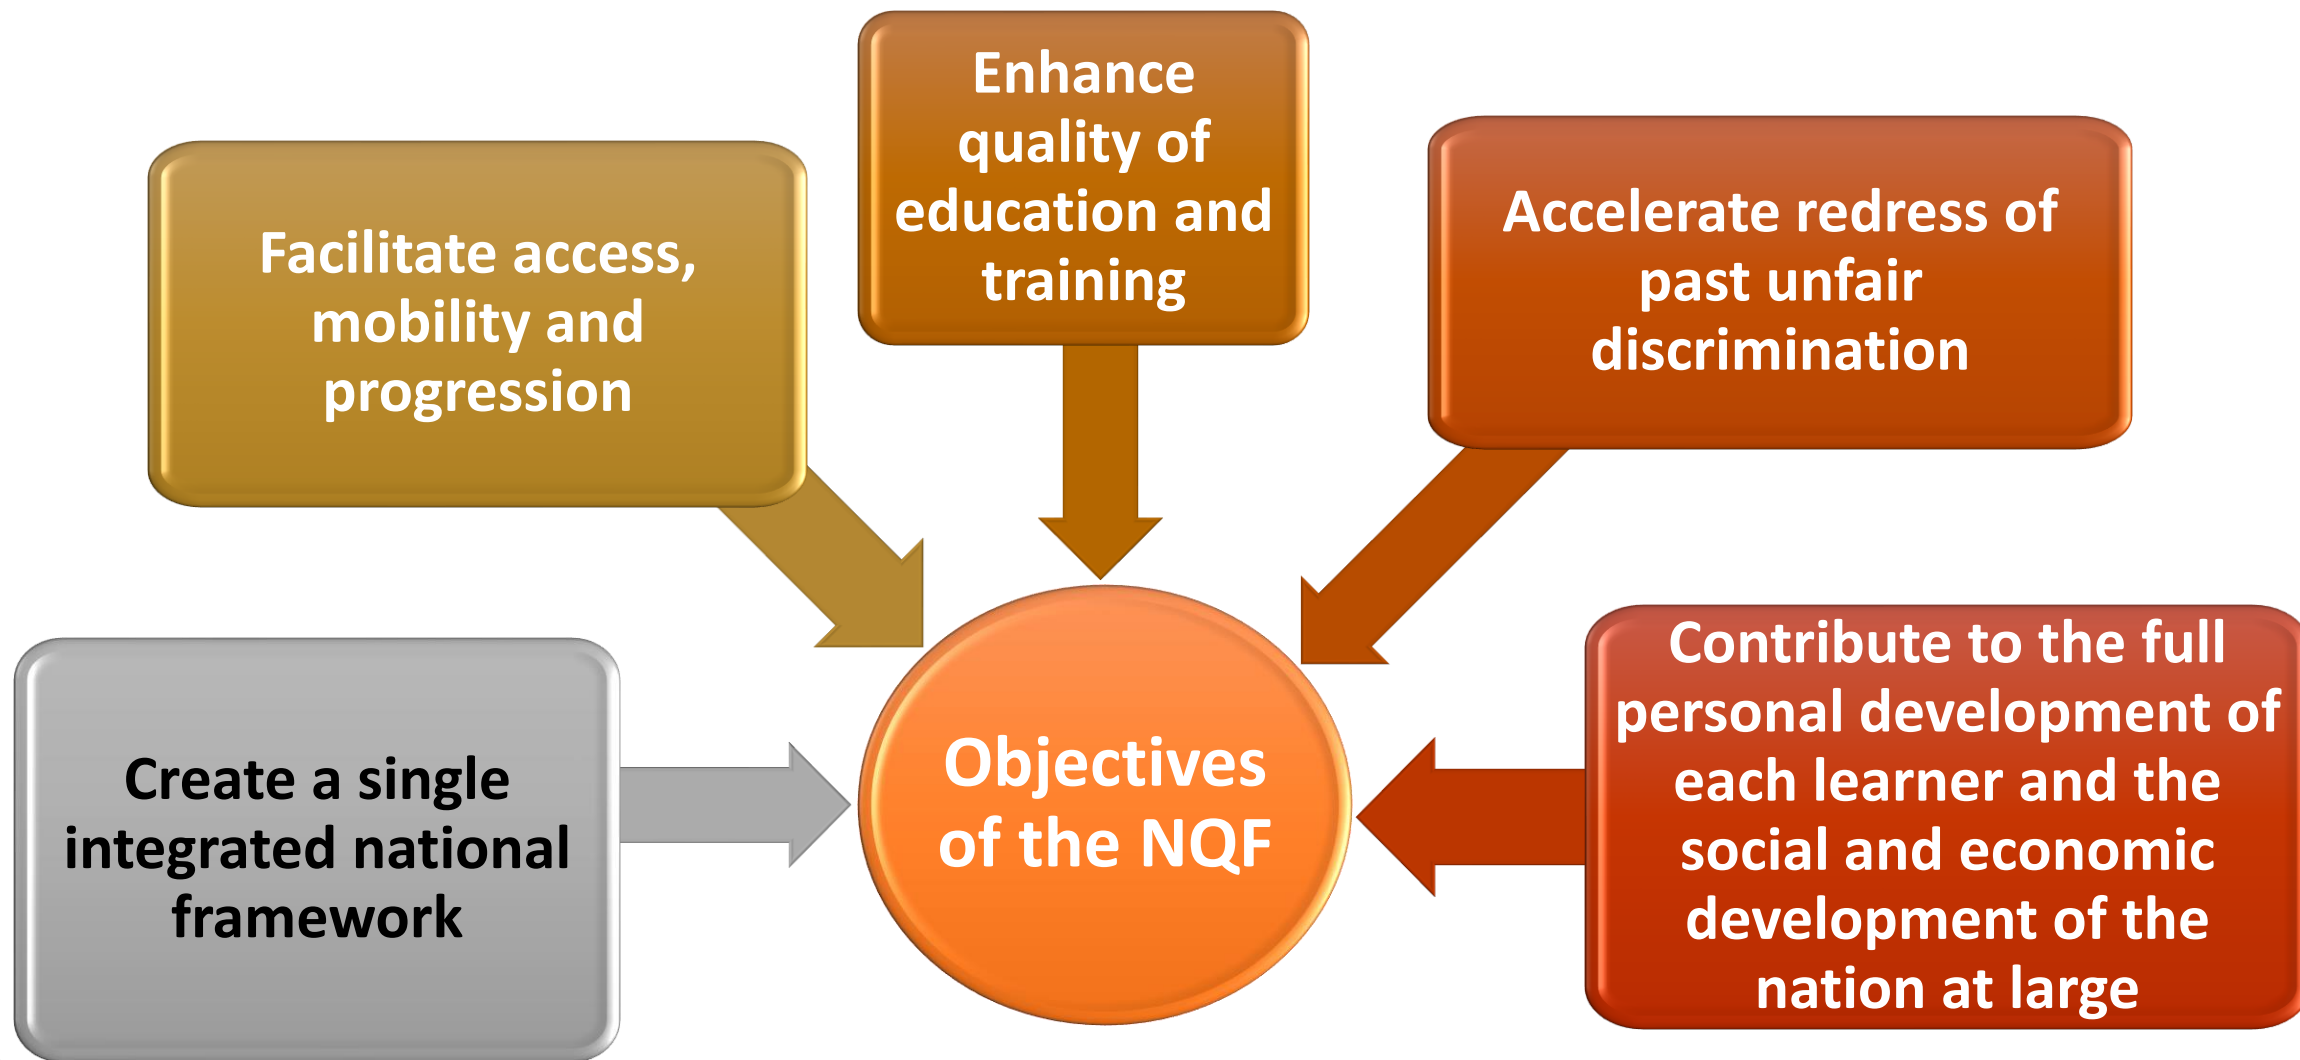 Enhance
quality of
education and
training
Facilitate access,
mobility and
progression
Accelerate redress of
past unfair
discrimination
Create a single
integrated national
framework
Objectives
of the NQF
Contribute to the full
personal development of
each learner and the
social and economic
development of the
nation at large